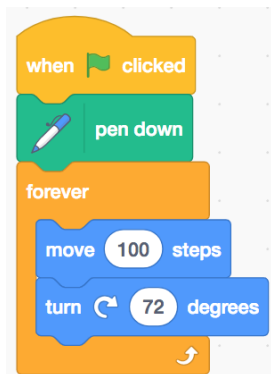 when clicked
pen down
forever
move 100 steps
turn 72 degrees